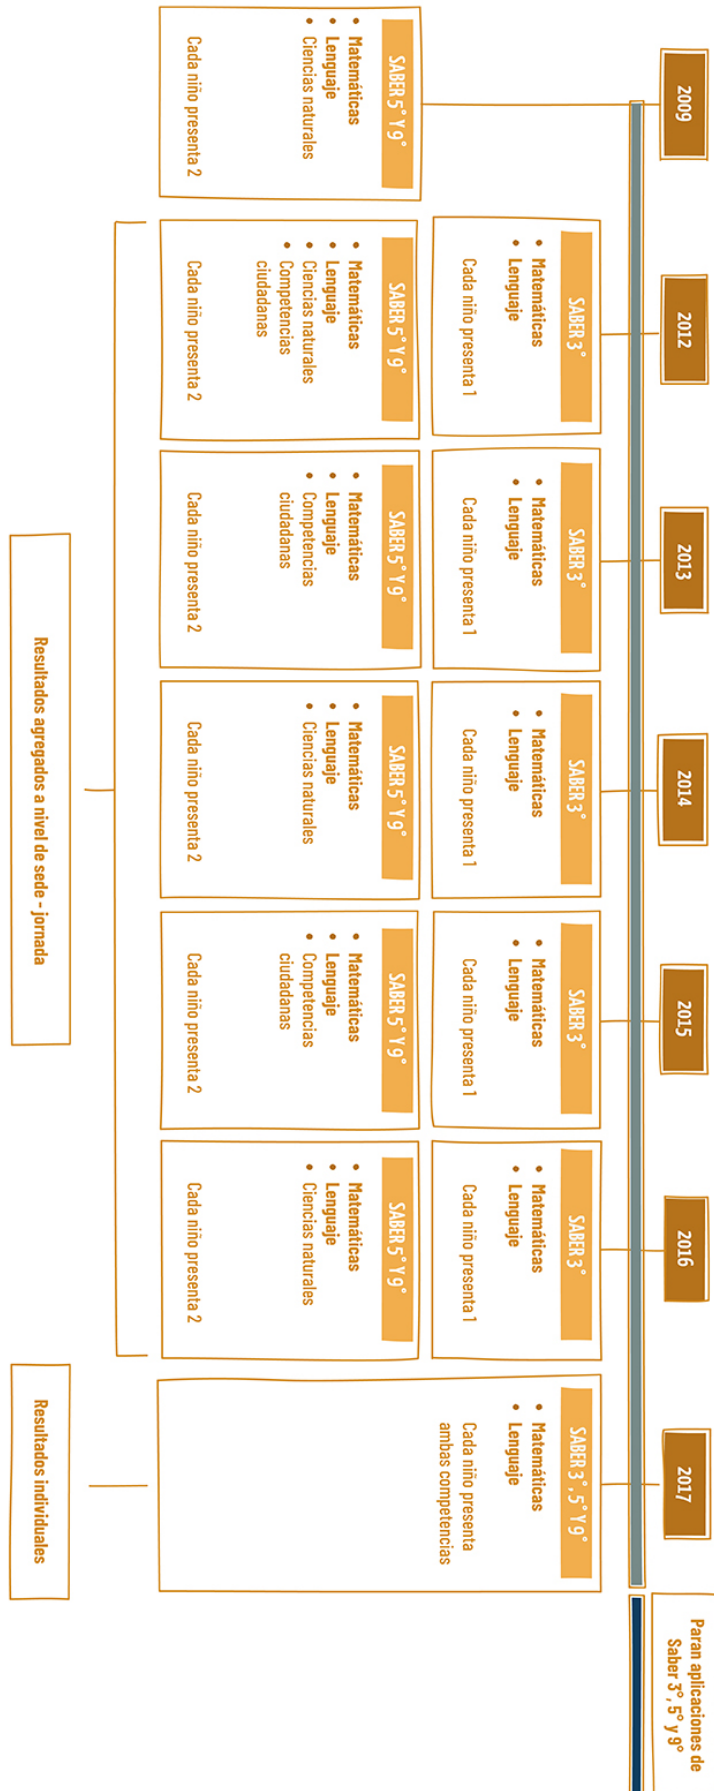 2009
SABER 5° Y 9°
• Matemáticas
• Lenguaje
• Ciencias naturales
Cada niño presenta 2
2012
SABER 3°
• Matemáticas
• Lenguaje
Cada niño presenta 1
SABER 5° Y 9°
• Matemáticas
• Lenguaje
• Ciencias naturales
• Competencias
ciudadanas
Cada niño presenta 2
2013
SABER 3°
• Matemáticas
• Lenguaje
Cada niño presenta 1
SABER 5° Y 9°
• Matemáticas
• Lenguaje
• Competencias
ciudadanas
Cada niño presenta 2
2014
SABER 3°
• Matemáticas
• Lenguaje
Cada niño presenta 1
SABER 5° Y 9°
• Matemáticas
• Lenguaje
• Ciencias naturales
Cada niño presenta 2
2015
SABER 3°
• Matemáticas
• Lenguaje
Cada niño presenta 1
SABER 5° Y 9°
• Matemáticas
• Lenguaje
• Competencias
ciudadanas
Cada niño presenta 2
2016
SABER 3°
• Matemáticas
• Lenguaje
Cada niño presenta 1
SABER 5° Y 9°
• Matemáticas
• Lenguaje
• Ciencias naturales
Cada niño presenta 2
2017
SABER 3°, 5° Y 9°
• Matemáticas
• Lenguaje
Cada niño presenta
ambas competencias
Paran aplicaciones de
Saber 3°, 5° y 9°
Resultados agregados a nivel de sede - jornada
Resultados individuales